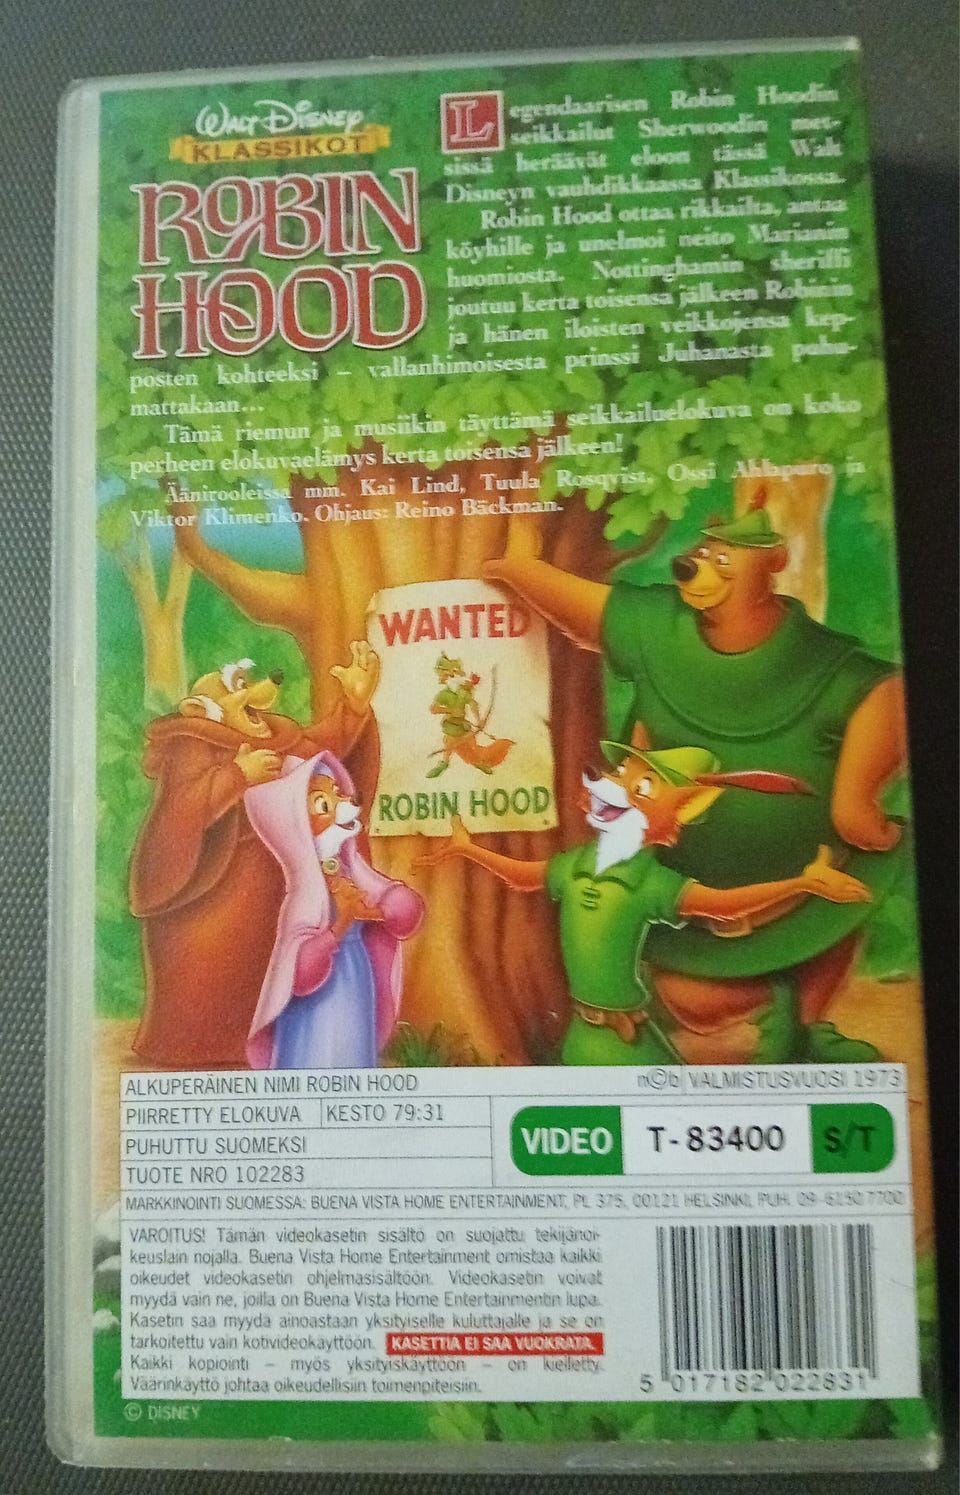 WALT DISNEY
KLASSIKOT
ROBIN
HOOD
Legendaarisen Robin Hoodin
seikkailut Sherwoodin met-
sissä heräävät eloon tässä Walt
Disneyn vauhdikkaassa Klassikossa.
Robin Hood ottaa rikkailta, antaa
köyhille ja unelmoi neito Marianin
huomiosta. Nottinghamin sheriffi
joutuu kerta toisensa jälkeen Robinin
ja hänen iloisten veikkojensa kep-
posten kohteeksi – vallanhimoisesta prinssi Juhanasta puhu-
mattakaan...
Tämä riemun ja musiikin täyttämä seikkailuelokuva on koko
perheen elokuvaelämys kerta toisensa jälkeen!
Äänirooleissa mm. Kai Lind, Tuula Rosqvist, Ossi Ahlapuro ja
Viktor Klimenko. Ohjaus: Reino Bäckman.
WANTED
ROBIN HOOD
ALKUPERÄINEN NIMI ROBIN HOOD
n©b VALMISTUSVUOSI 1973
PIIRRETTY ELOKUVA KESTO 79:31
PUHUTTU SUOMEKSI
TUOTE NRO 102283
VIDEO T-83400 S/T
MARKKINOINTI SUOMESSA: BUENA VISTA HOME ENTERTAINMENT, PL 375, 00121 HELSINKI, PUH. 09-6150 7700
VAROITUS! Tämän videokasetin sisältö on suojattu tekijänoi-
keuslain nojalla. Buena Vista Home Entertainment omistaa kaikki
oikeudet videokasetin ohjelmasisältöön. Videokasetin voivat
myydä vain ne, joilla on Buena Vista Home Entertainmentin lupa.
Kasetin saa myydä ainoastaan yksityiselle kuluttajalle ja se on
tarkoitettu vain kotivideokäyttöön. KASETTIA EI SAA VUOKRATA.
Kaikki kopiointi – myös yksityiskäyttöön – on kielletty.
Väärinkäyttö johtaa oikeudellisiin toimenpiteisiin.
5 017182 022831
© DISNEY